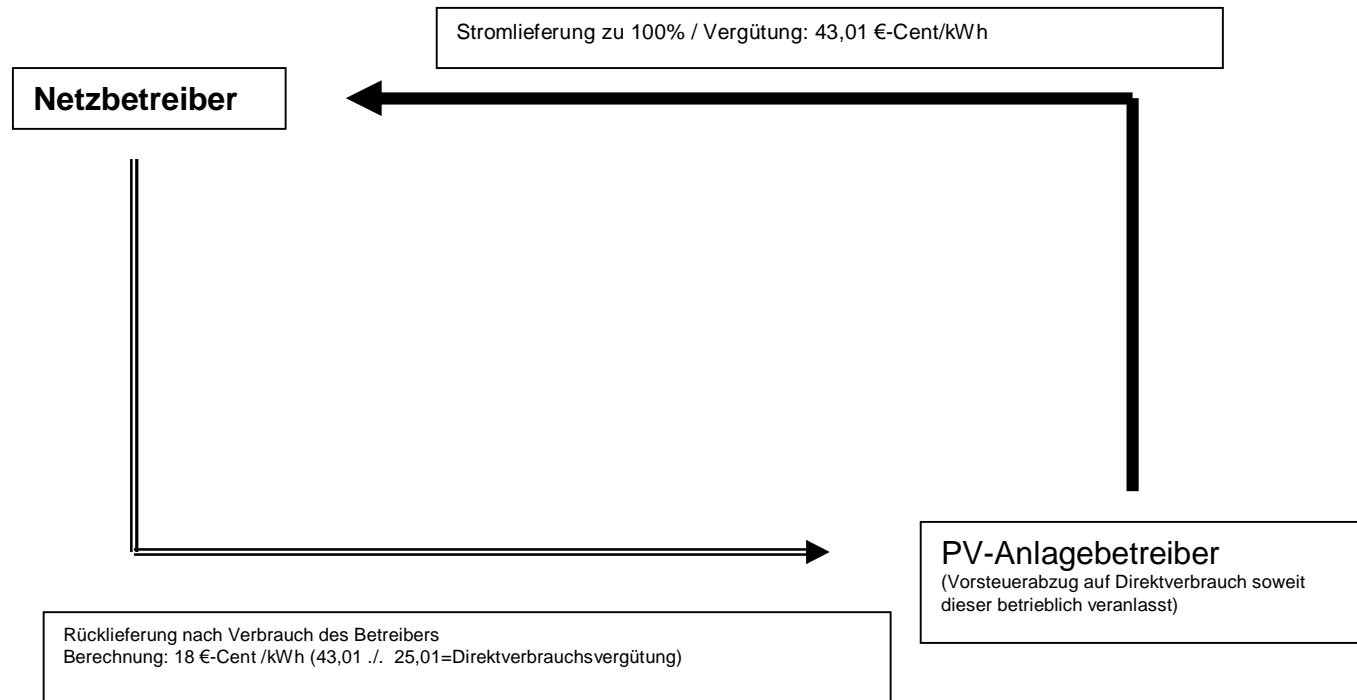 Stromlieferung zu 100% / Vergütung: 43,01 €-Cent/kWh
Netzbetreiber
PV-Anlagebetreiber
(Vorsteuerabzug auf Direktverbrauch soweit
dieser betrieblich veranlasst)
Rücklieferung nach Verbrauch des Betreibers
Berechnung: 18 €-Cent /kWh (43,01 ./. 25,01=Direktverbrauchsvergütung)